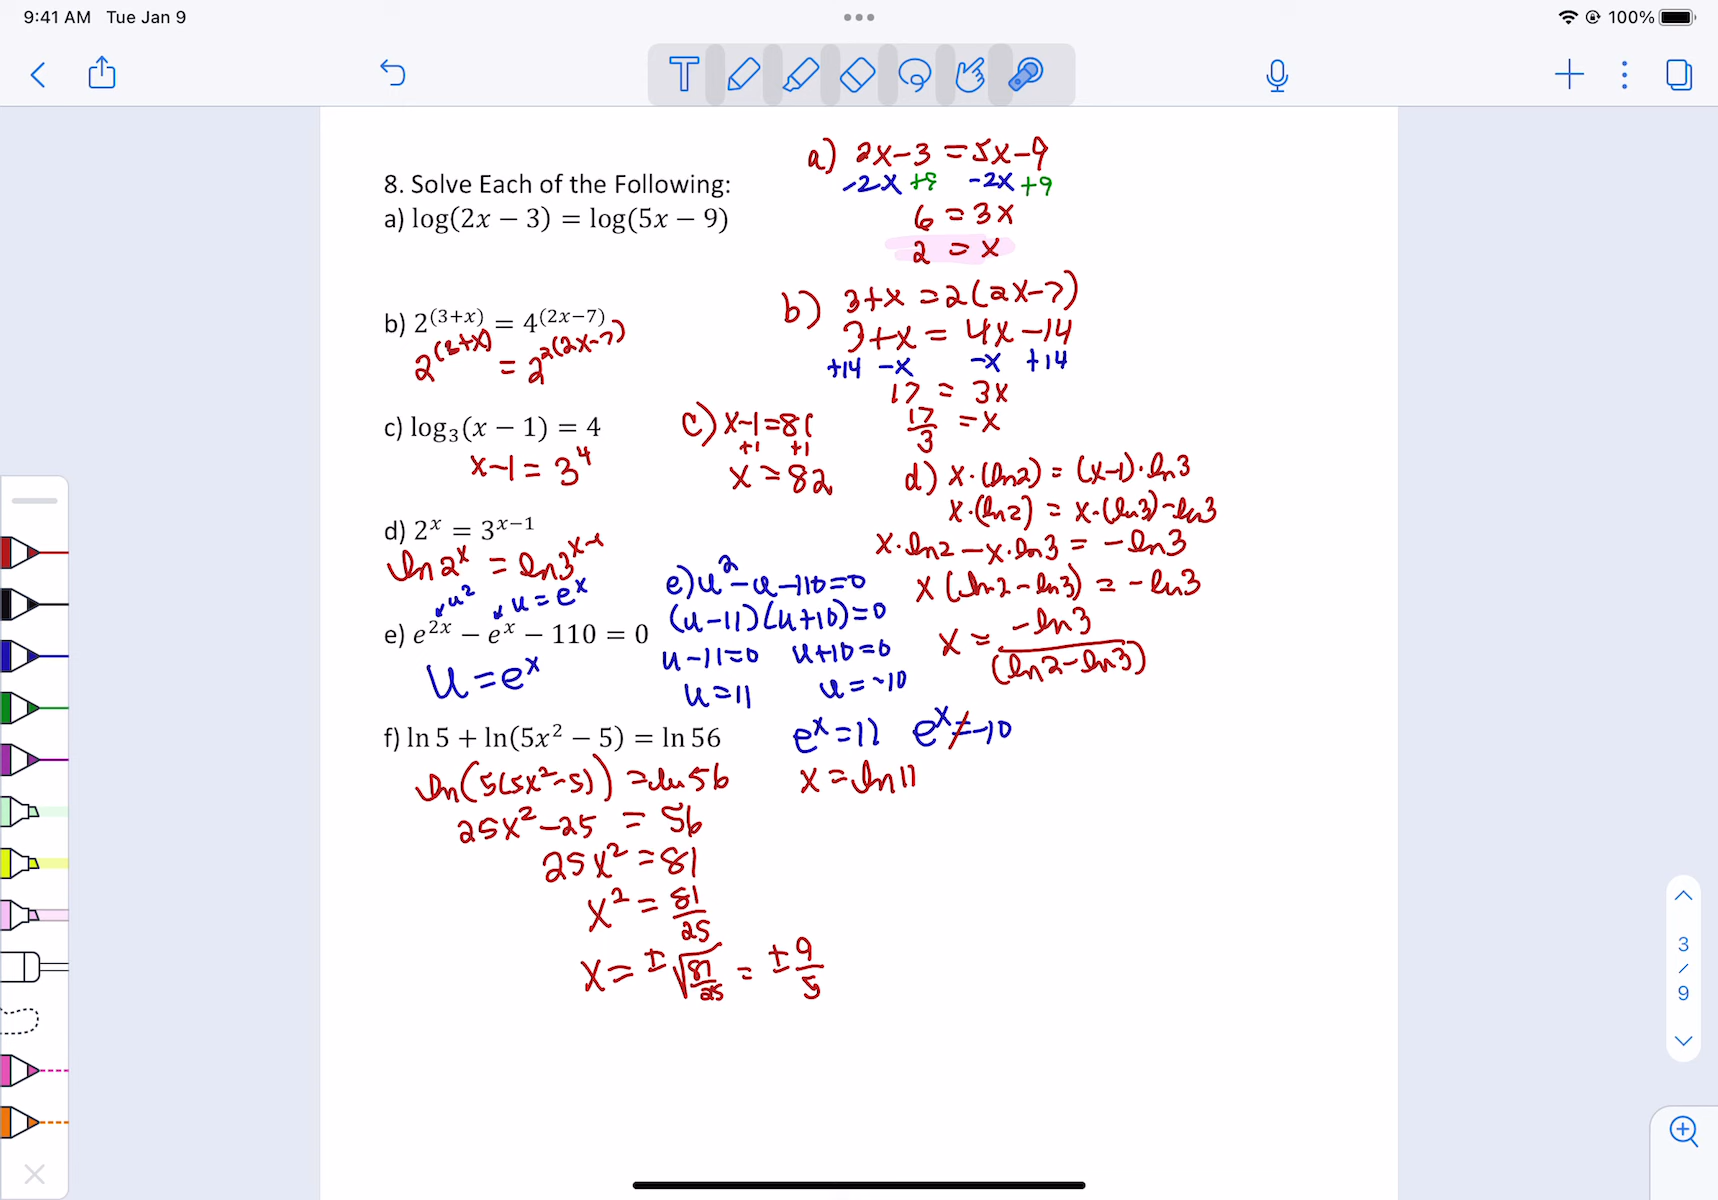 9:41 AM Tue Jan 9
100%
8. Solve Each of the Following:
a) log(2x − 3) = log(5x − 9)
a) 2x−3 = 5x−9
−2x +9 −2x +9
6 = 3x
2 = x
b) 2^(3+x) = 4^(2x−7)
2^(3+x) = 2^2(2x−7)
b) 3+x = 2(2x−7)
3+x = 4x−14
+14 −x −x +14
17 = 3x
17/3 = x
c) log₃(x − 1) = 4
x−1 = 3^4
c) x−1=81
+1 +1
x = 82
d) 2^x = 3^(x−1)
ln 2^x = ln 3^(x−1)
d) x·(ln2) = (x−1)·ln3
x·(ln2) = x·(ln3)−ln3
x·ln2 − x·ln3 = −ln3
x(ln2−ln3) = −ln3
x = −ln3/(ln2−ln3)
u² u=e^x
e) e^(2x) − e^x − 110 = 0
u = e^x
e) u²−u−110=0
(u−11)(u+10)=0
u−11=0 u+10=0
u=11 u=−10
e^x=11 e^x≠−10
x=ln11
f) ln 5 + ln(5x² − 5) = ln 56
ln(5(5x²−5)) = ln56
25x²−25 = 56
25x² = 81
x² = 81/25
x = ±√(81/25) = ±9/5
3
/
9